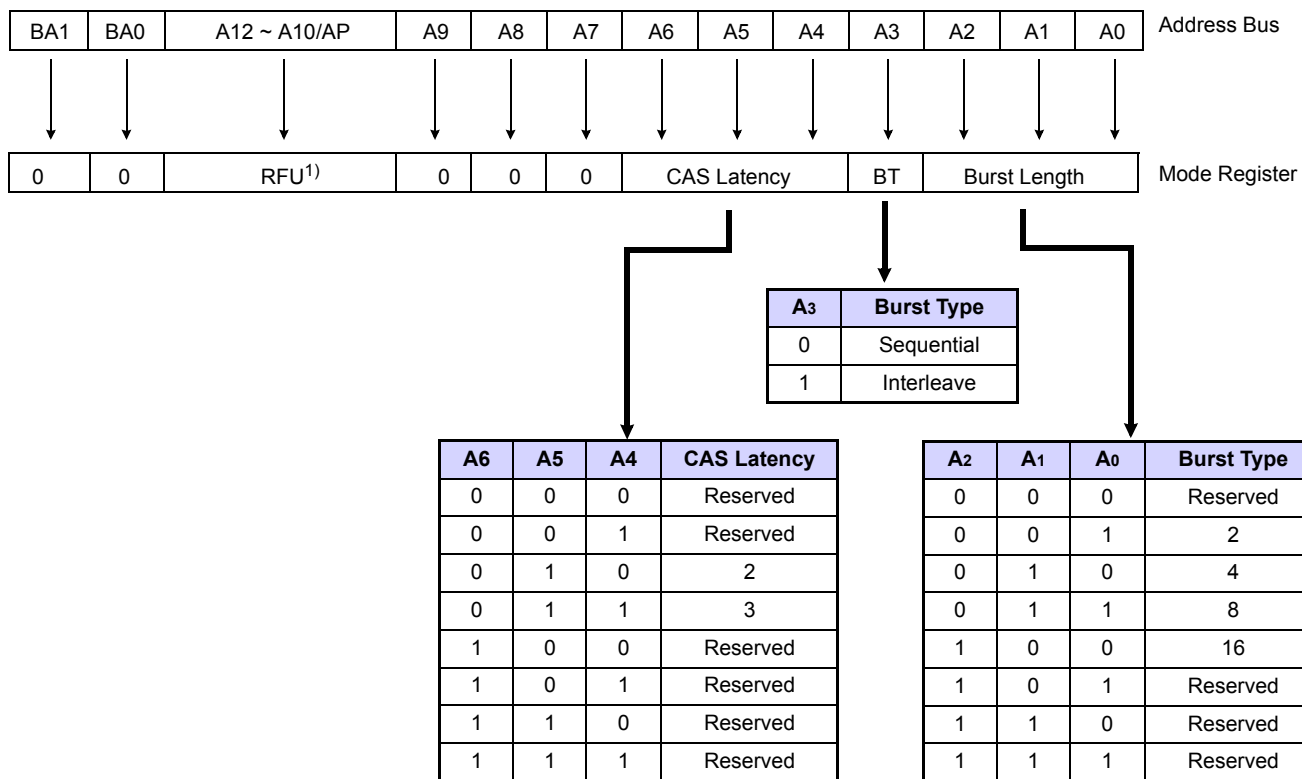 BA1 BA0 A12 ~ A10/AP A9 A8 A7 A6 A5 A4 A3 A2 A1 A0 Address Bus
0 0 RFU1) 0 0 0 CAS Latency BT Burst Length Mode Register
A3 Burst Type
0 Sequential
1 Interleave
A6 A5 A4 CAS Latency
0 0 0 Reserved
0 0 1 Reserved
0 1 0 2
0 1 1 3
1 0 0 Reserved
1 0 1 Reserved
1 1 0 Reserved
1 1 1 Reserved
A2 A1 A0 Burst Type
0 0 0 Reserved
0 0 1 2
0 1 0 4
0 1 1 8
1 0 0 16
1 0 1 Reserved
1 1 0 Reserved
1 1 1 Reserved